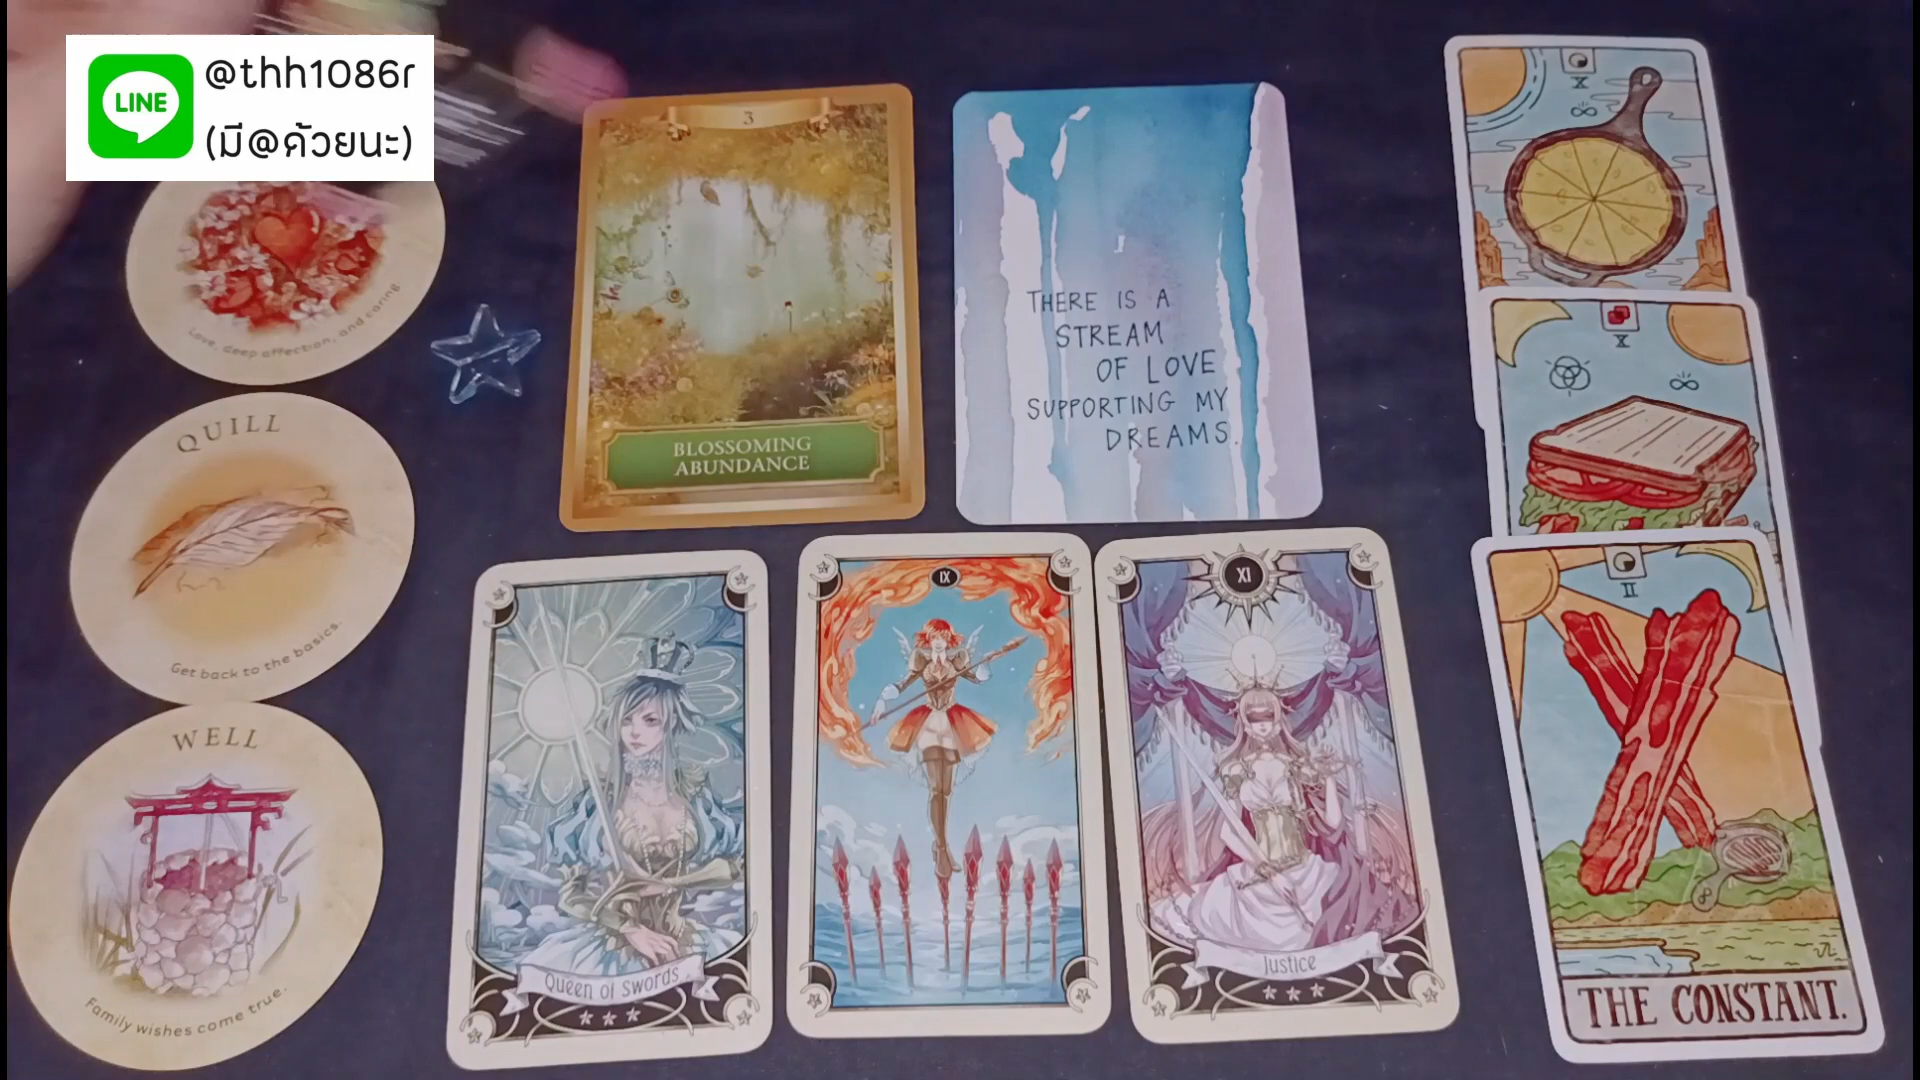 LINE
@thh1086r
(มี@ด้วยนะ)
Love, deep affection, and caring
QUILL
Get back to the basics.
WELL
Family wishes come true.
3
BLOSSOMING
ABUNDANCE
THERE IS A
STREAM
OF LOVE
SUPPORTING MY
DREAMS.
Queen of Swords
IX
XI
Justice
X
X
II
THE CONSTANT.